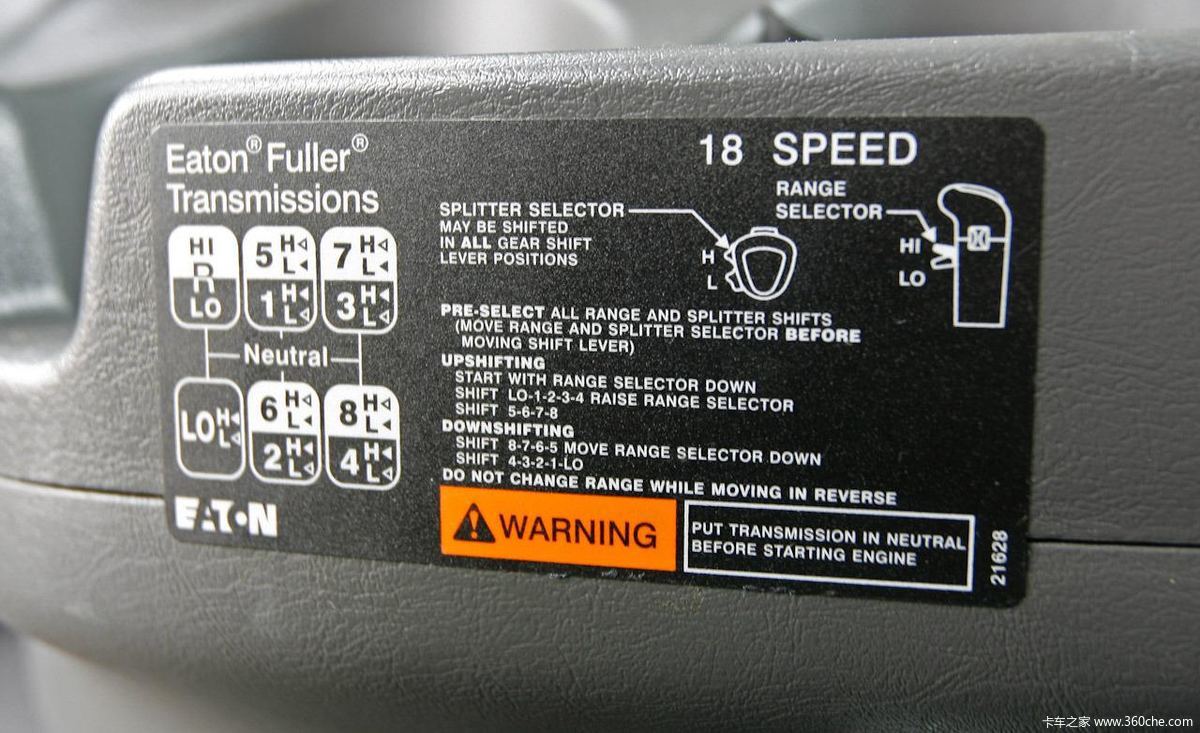 Eaton® Fuller®
Transmissions
18 SPEED
HI
R
LO
5 H L
1 H L
7 H L
3 H L
Neutral
LO H L
6 H L
2 H L
8 H L
4 H L
EATON
SPLITTER SELECTOR
MAY BE SHIFTED
IN ALL GEAR SHIFT
LEVER POSITIONS
H
L
RANGE
SELECTOR
HI
LO
PRE-SELECT ALL RANGE AND SPLITTER SHIFTS
(MOVE RANGE AND SPLITTER SELECTOR BEFORE
MOVING SHIFT LEVER)
UPSHIFTING
START WITH RANGE SELECTOR DOWN
SHIFT LO-1-2-3-4 RAISE RANGE SELECTOR
SHIFT 5-6-7-8
DOWNSHIFTING
SHIFT 8-7-6-5 MOVE RANGE SELECTOR DOWN
SHIFT 4-3-2-1-LO
DO NOT CHANGE RANGE WHILE MOVING IN REVERSE
WARNING
PUT TRANSMISSION IN NEUTRAL
BEFORE STARTING ENGINE
21628
卡车之家 www.360che.com